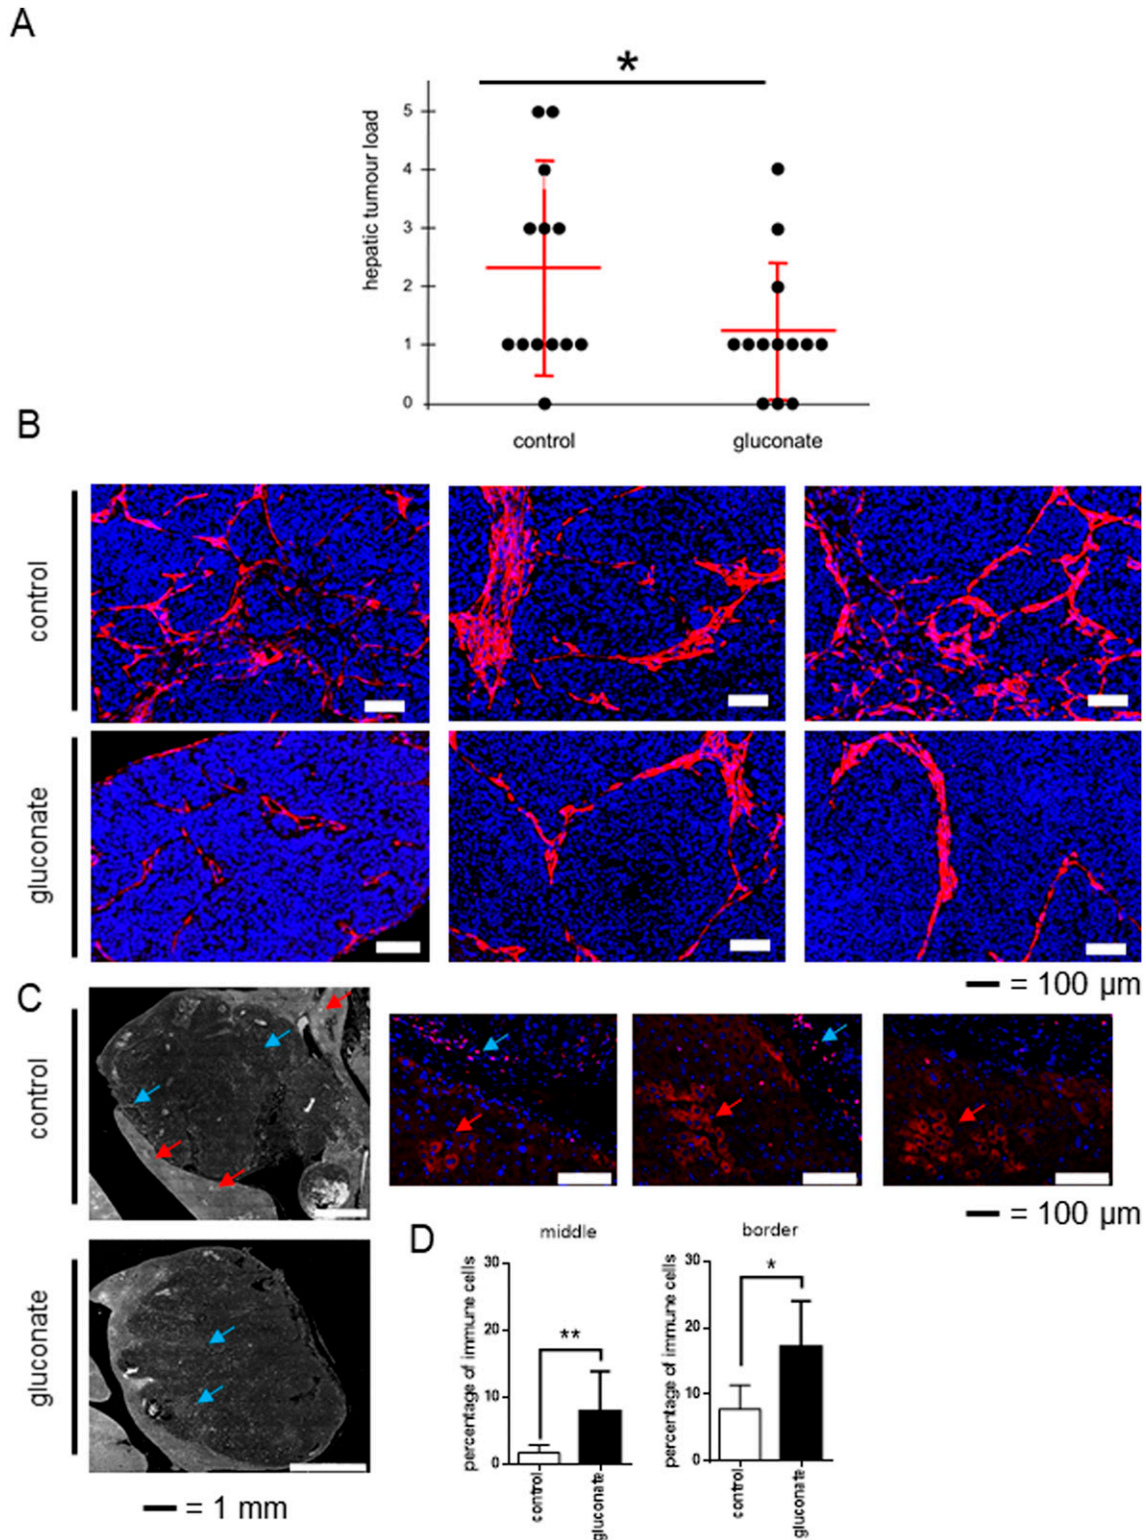 A
*
hepatic tumour load
5
4
3
2
1
0
control
gluconate
B
control
gluconate
= 100 µm
C
control
= 100 µm
gluconate
= 1 mm
D
middle
percentage of immune cells
30
20
10
0
**
control
gluconate
border
percentage of immune cells
30
20
10
0
*
control
gluconate